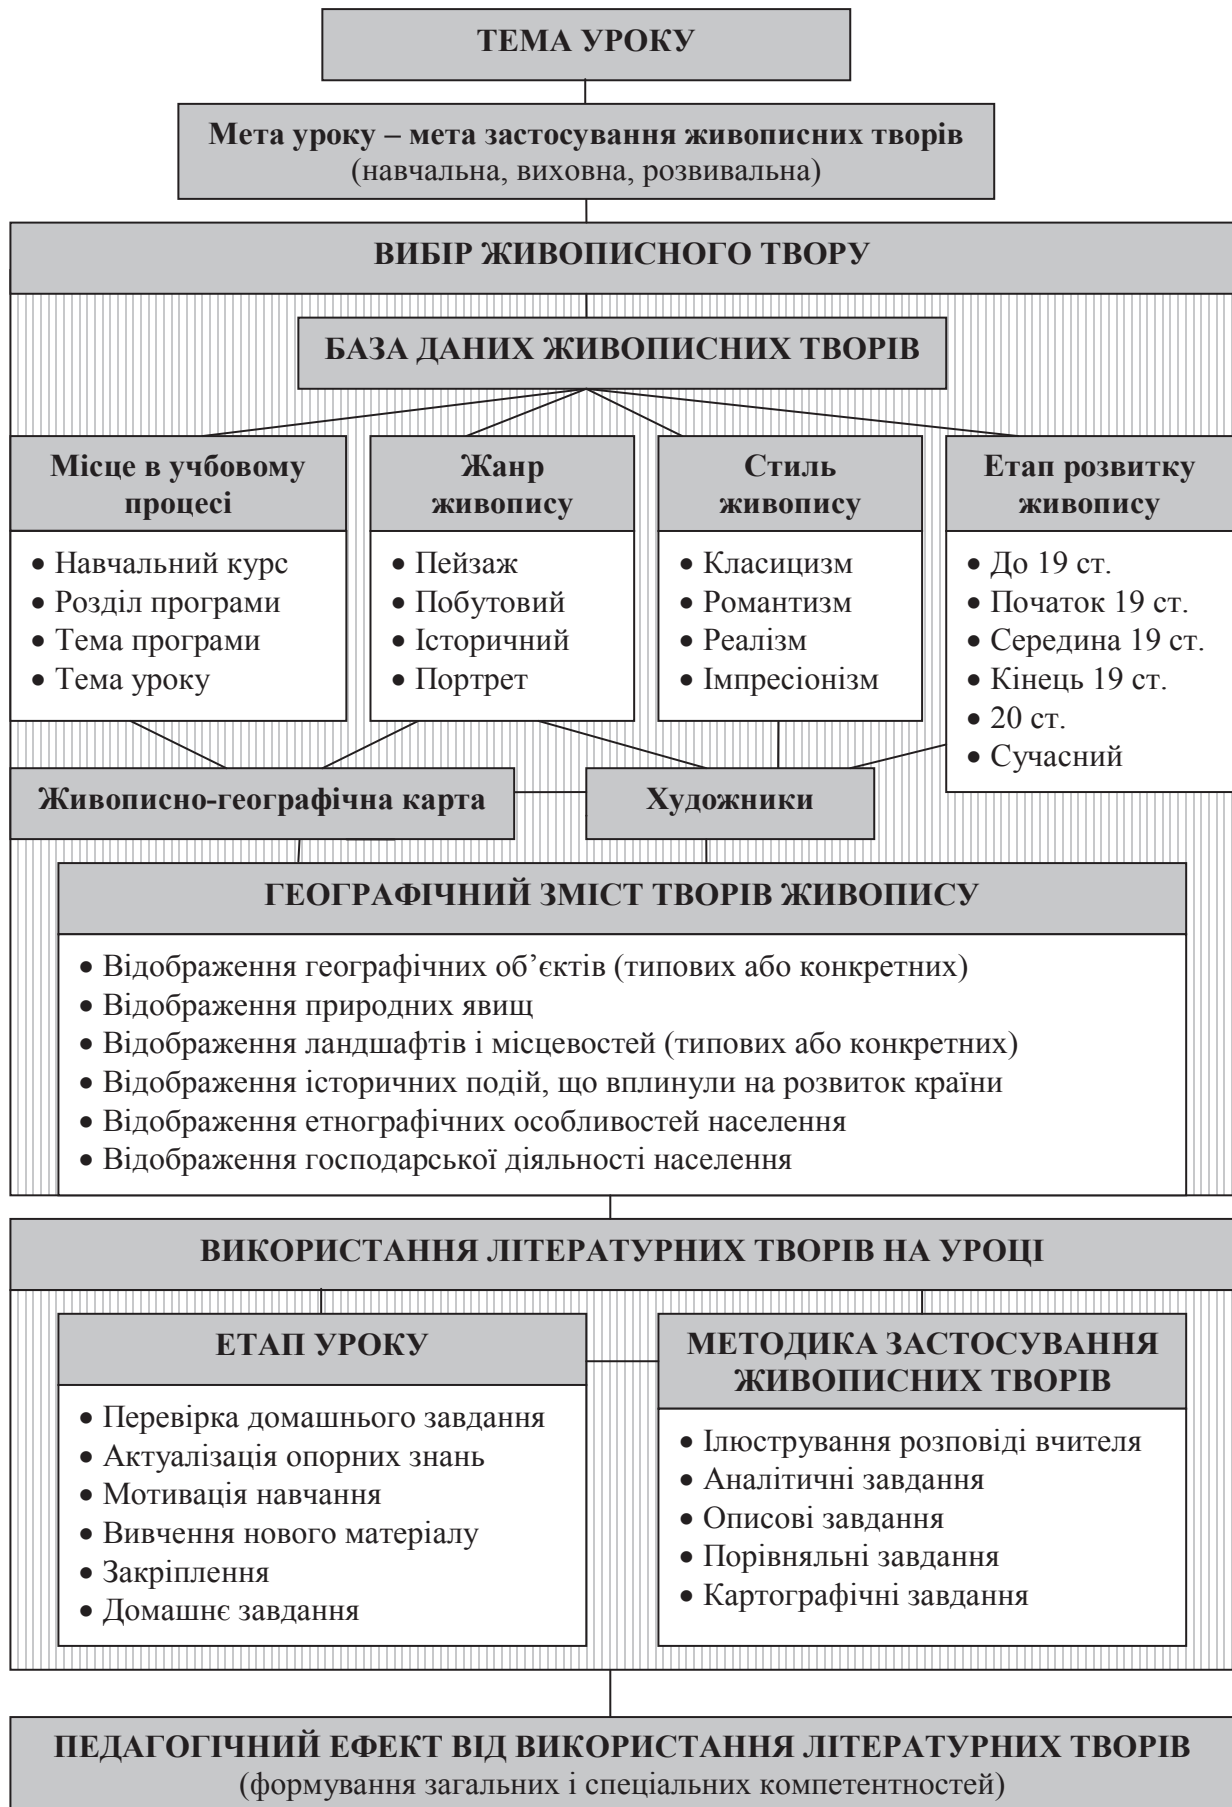 ТЕМА УРОКУ
Мета уроку – мета застосування живописних творів
(навчальна, виховна, розвивальна)
ВИБІР ЖИВОПИСНОГО ТВОРУ
БАЗА ДАНИХ ЖИВОПИСНИХ ТВОРІВ
Місце в учбовому
процесі
• Навчальний курс
• Розділ програми
• Тема програми
• Тема уроку
Жанр
живопису
• Пейзаж
• Побутовий
• Історичний
• Портрет
Стиль
живопису
• Класицизм
• Романтизм
• Реалізм
• Імпресіонізм
Етап розвитку
живопису
• До 19 ст.
• Початок 19 ст.
• Середина 19 ст.
• Кінець 19 ст.
• 20 ст.
• Сучасний
Живописно-географічна карта
Художники
ГЕОГРАФІЧНИЙ ЗМІСТ ТВОРІВ ЖИВОПИСУ
• Відображення географічних об’єктів (типових або конкретних)
• Відображення природних явищ
• Відображення ландшафтів і місцевостей (типових або конкретних)
• Відображення історичних подій, що вплинули на розвиток країни
• Відображення етнографічних особливостей населення
• Відображення господарської діяльності населення
ВИКОРИСТАННЯ ЛІТЕРАТУРНИХ ТВОРІВ НА УРОЦІ
ЕТАП УРОКУ
• Перевірка домашнього завдання
• Актуалізація опорних знань
• Мотивація навчання
• Вивчення нового матеріалу
• Закріплення
• Домашнє завдання
МЕТОДИКА ЗАСТОСУВАННЯ
ЖИВОПИСНИХ ТВОРІВ
• Ілюстрування розповіді вчителя
• Аналітичні завдання
• Описові завдання
• Порівняльні завдання
• Картографічні завдання
ПЕДАГОГІЧНИЙ ЕФЕКТ ВІД ВИКОРИСТАННЯ ЛІТЕРАТУРНИХ ТВОРІВ
(формування загальних і спеціальних компетентностей)